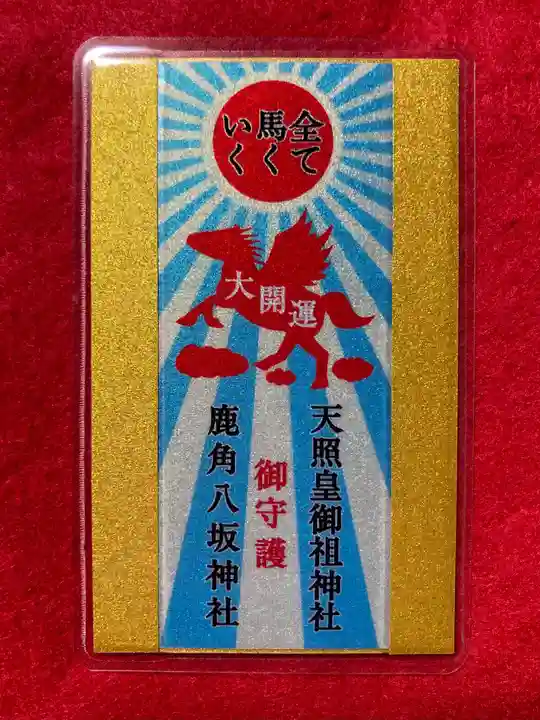 全て
馬く
いく
大開運
天照皇御祖神社
御守護
鹿角八坂神社